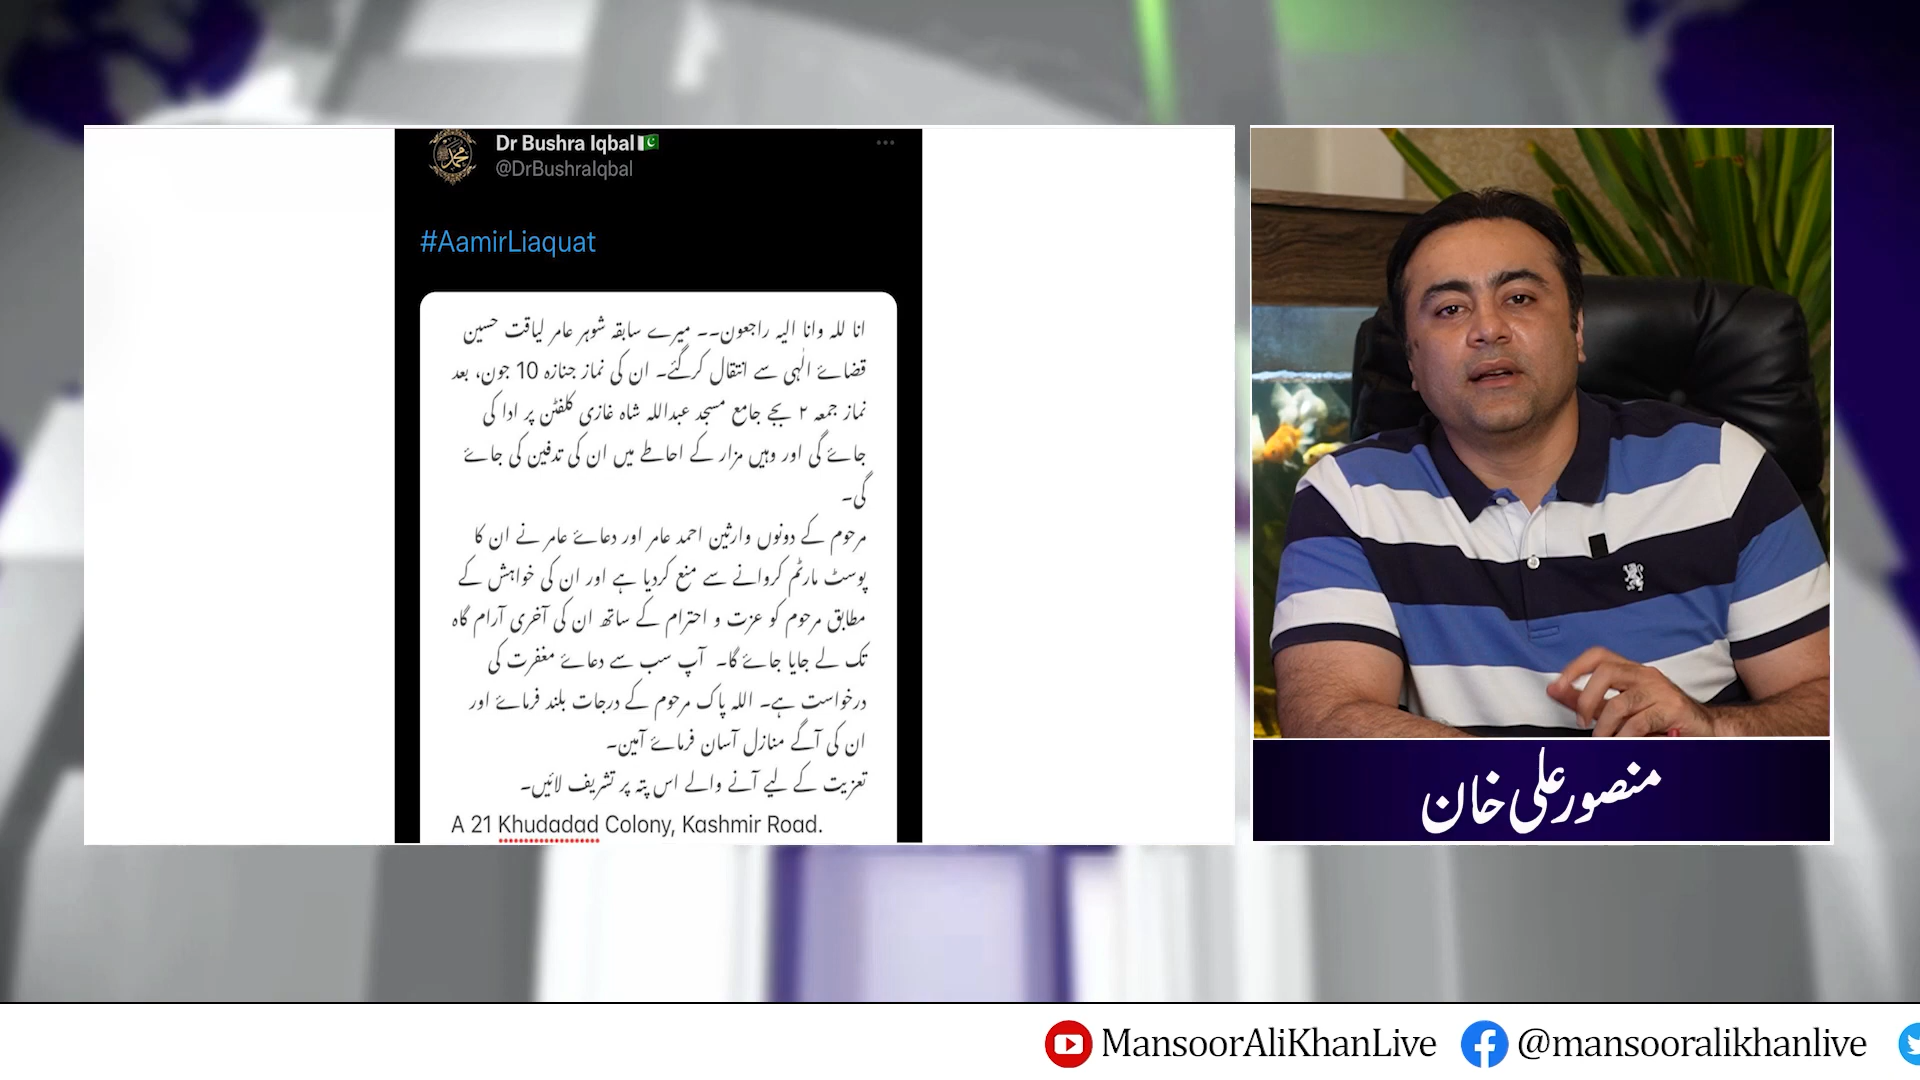 Dr Bushra Iqbal
@DrBushraIqbal
#AamirLiaquat
انا للہ وانا الیہ راجعون۔۔ میرے سابقہ شوہر عامر لیاقت حسین
قضائے الٰہی سے انتقال کرگئے۔ ان کی نماز جنازہ 10 جون، بعد
نماز جمعہ ۲ بجے جامع مسجد عبداللہ شاہ غازی کلفٹن پر ادا کی
جائے گی اور وہیں مزار کے احاطے میں ان کی تدفین کی جائے
گی۔
مرحوم کے دونوں وارثین احمد عامر اور دعائے عامر نے ان کا
پوسٹ مارٹم کروانے سے منع کردیا ہے اور ان کی خواہش کے
مطابق مرحوم کو عزت و احترام کے ساتھ ان کی آخری آرام گاہ
تک لے جایا جائے گا۔ آپ سب سے دعائے مغفرت کی
درخواست ہے۔ اللہ پاک مرحوم کے درجات بلند فرمائے اور
ان کی آگے منازل آسان فرمائے آمین۔
تعزیت کے لیے آنے والے اس پتہ پر تشریف لائیں۔
A 21 Khudadad Colony, Kashmir Road.
منصور علی خان
MansoorAliKhanLive
@mansooralikhanlive